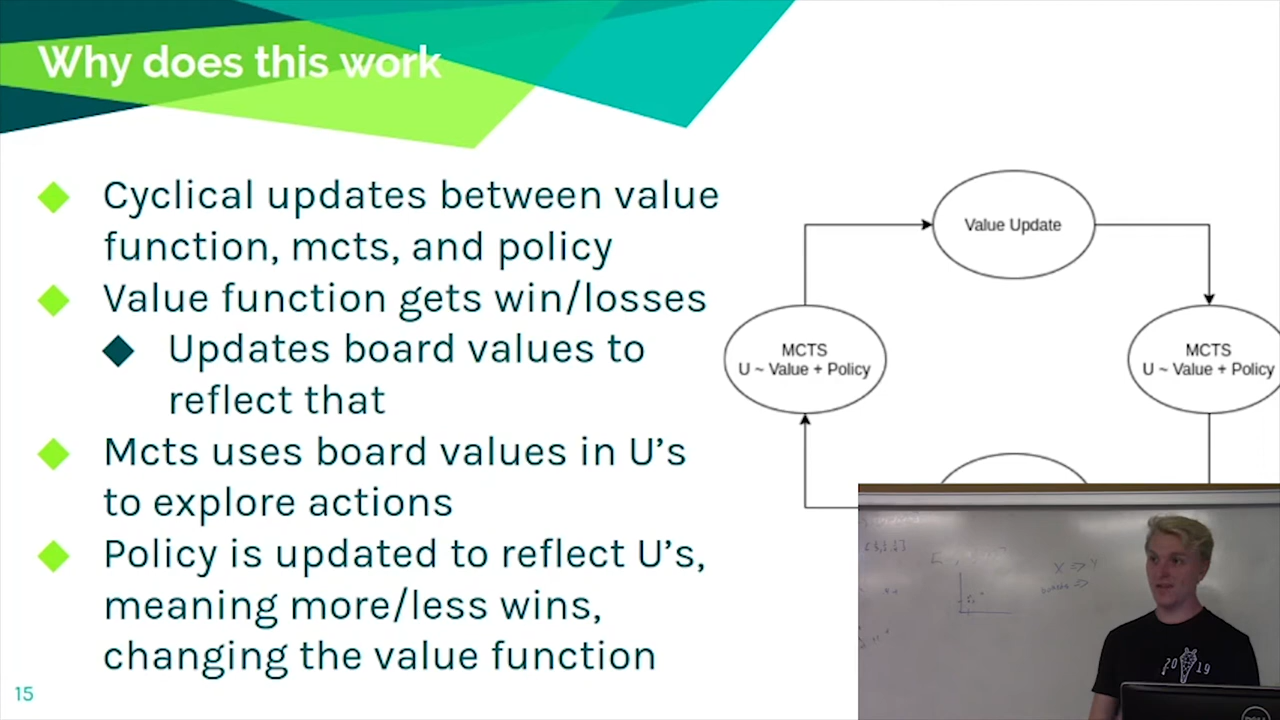 Why does this work
Cyclical updates between value
function, mcts, and policy
Value function gets win/losses
Updates board values to
reflect that
Mcts uses board values in U's
to explore actions
Policy is updated to reflect U's,
meaning more/less wins,
changing the value function
15
Value Update
MCTS
U ~ Value + Policy
MCTS
U ~ Value + Policy
X => Y
2019